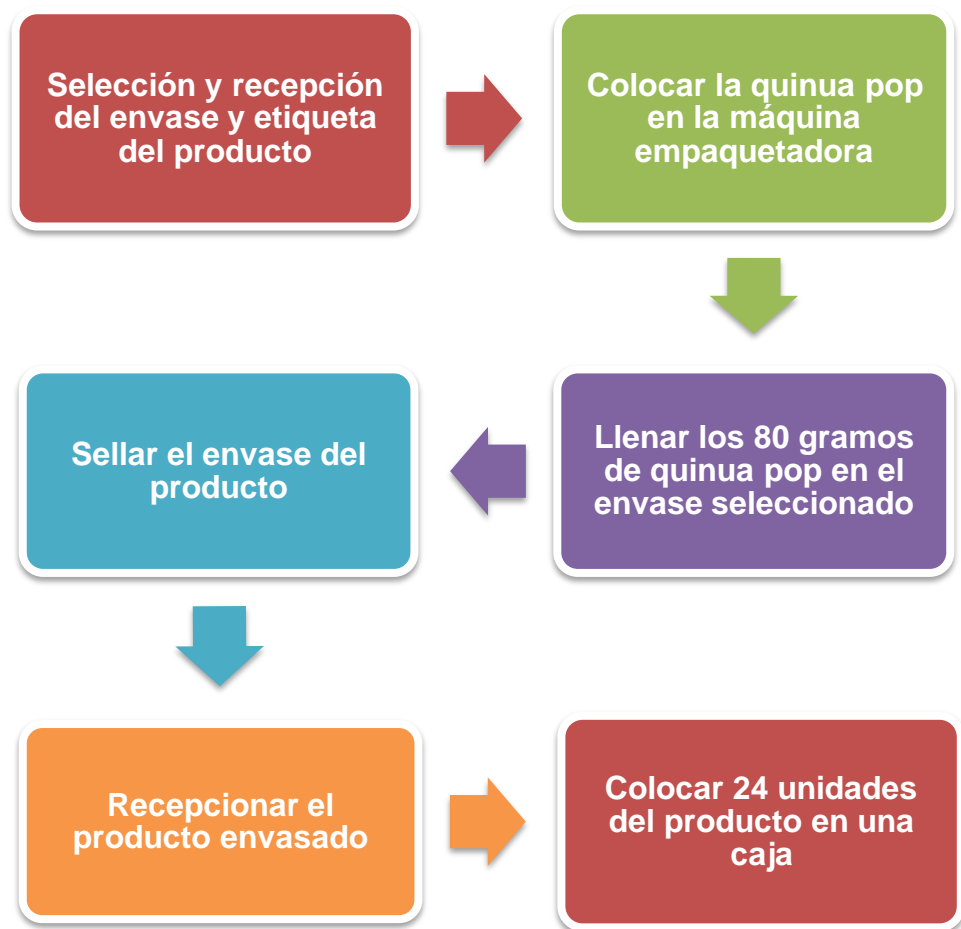 Selección y recepción
del envase y etiqueta
del producto
Colocar la quinua pop
en la máquina
empaquetadora
Llenar los 80 gramos
de quinua pop en el
envase seleccionado
Sellar el envase del
producto
Recepcionar el
producto envasado
Colocar 24 unidades
del producto en una
caja